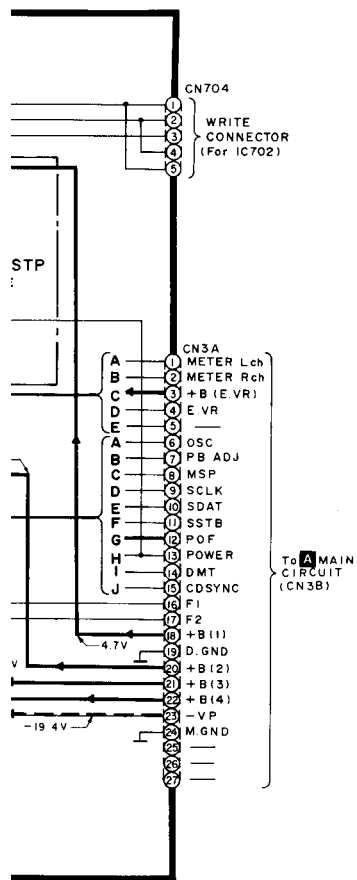 CN704
1
2 WRITE
3 CONNECTOR
4 (For IC702)
5
STP
E
CN3A
A 1 METER Lch
B 2 METER Rch
C 3 +B (E.VR)
D 4 E.VR
E 5 —
A 6 OSC
B 7 PB ADJ
C 8 MSP
D 9 SCLK
E 10 SDAT
F 11 SSTB
G 12 POF
H 13 POWER
I 14 DMT
J 15 CDSYNC
To A MAIN
CIRCUIT
(CN3B)
16 F1
17 F2
18 +B(1)
4.7V
19 D.GND
V
20 +B(2)
21 +B(3)
22 +B(4)
23 -VP
-19.4V
24 M.GND
25 —
26 —
27 —